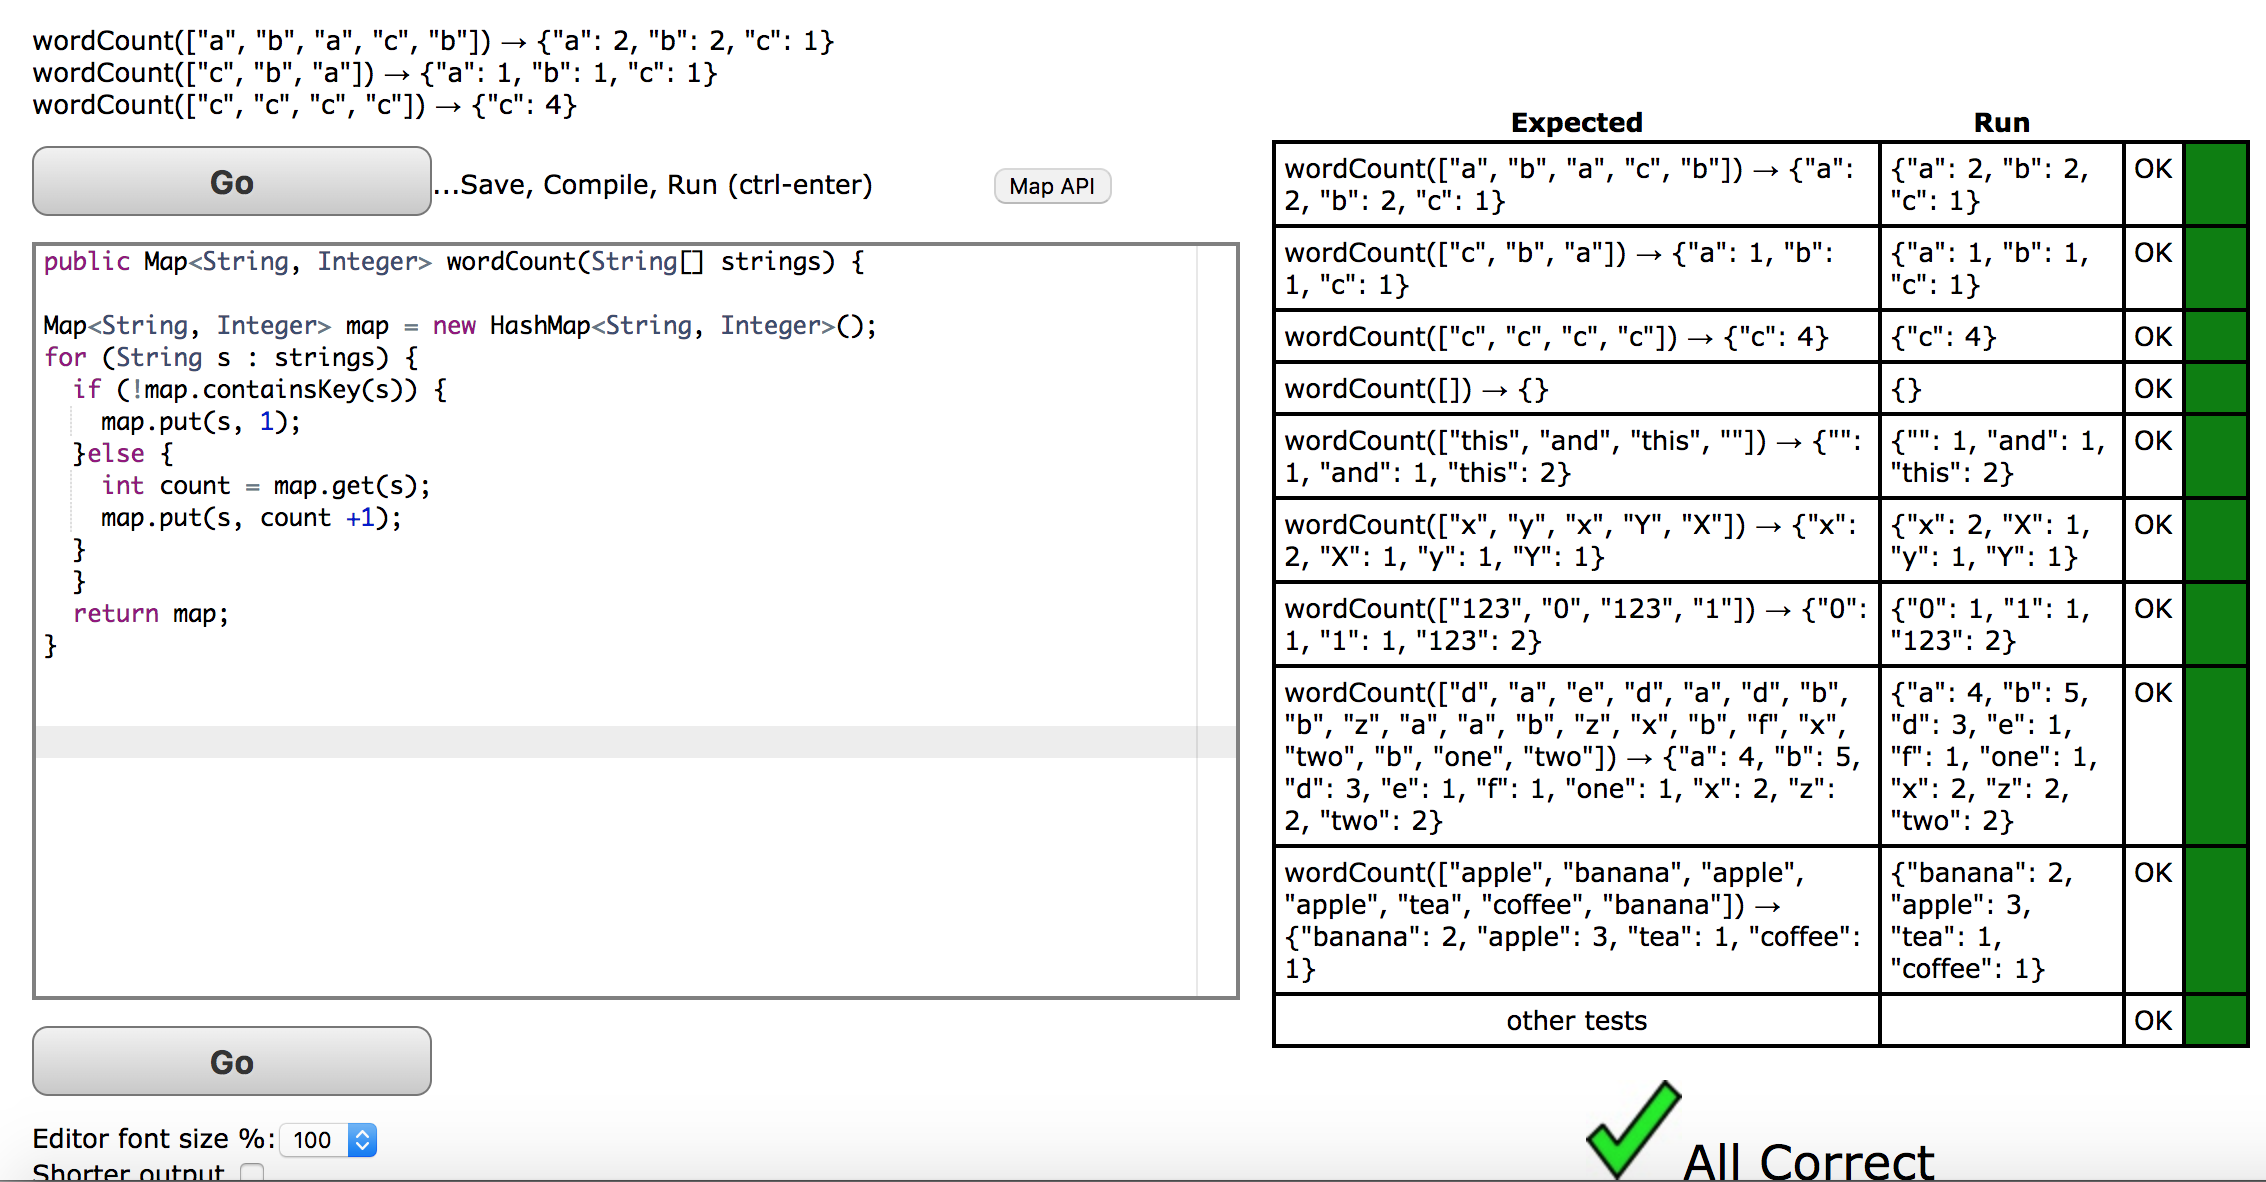 wordCount(["a", "b", "a", "c", "b"]) → {"a": 2, "b": 2, "c": 1}
wordCount(["c", "b", "a"]) → {"a": 1, "b": 1, "c": 1}
wordCount(["c", "c", "c", "c"]) → {"c": 4}
Go
...Save, Compile, Run (ctrl-enter)
Map API
public Map<String, Integer> wordCount(String[] strings) {
Map<String, Integer> map = new HashMap<String, Integer>();
for (String s : strings) {
if (!map.containsKey(s)) {
map.put(s, 1);
}else {
int count = map.get(s);
map.put(s, count +1);
}
}
return map;
}
Go
Editor font size %: 100
Shorter output
Expected Run
wordCount(["a", "b", "a", "c", "b"]) → {"a":
2, "b": 2, "c": 1}
{"a": 2, "b": 2,
"c": 1}
OK
wordCount(["c", "b", "a"]) → {"a": 1, "b":
1, "c": 1}
{"a": 1, "b": 1,
"c": 1}
OK
wordCount(["c", "c", "c", "c"]) → {"c": 4}
{"c": 4}
OK
wordCount([]) → {}
{}
OK
wordCount(["this", "and", "this", ""]) → {"":
1, "and": 1, "this": 2}
{"": 1, "and": 1,
"this": 2}
OK
wordCount(["x", "y", "x", "Y", "X"]) → {"x":
2, "X": 1, "y": 1, "Y": 1}
{"x": 2, "X": 1,
"y": 1, "Y": 1}
OK
wordCount(["123", "0", "123", "1"]) → {"0":
1, "1": 1, "123": 2}
{"0": 1, "1": 1,
"123": 2}
OK
wordCount(["d", "a", "e", "d", "a", "d", "b",
"b", "z", "a", "a", "b", "z", "x", "b", "f", "x",
"two", "b", "one", "two"]) → {"a": 4, "b": 5,
"d": 3, "e": 1, "f": 1, "one": 1, "x": 2, "z":
2, "two": 2}
{"a": 4, "b": 5,
"d": 3, "e": 1,
"f": 1, "one": 1,
"x": 2, "z": 2,
"two": 2}
OK
wordCount(["apple", "banana", "apple",
"apple", "tea", "coffee", "banana"]) →
{"banana": 2, "apple": 3, "tea": 1, "coffee":
1}
{"banana": 2,
"apple": 3,
"tea": 1,
"coffee": 1}
OK
other tests
OK
All Correct